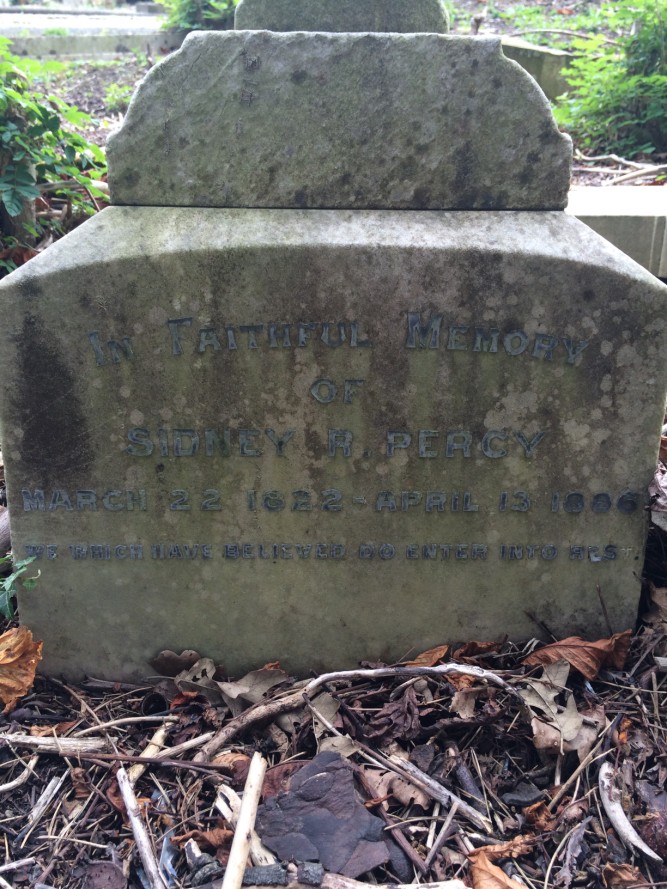 IN FAITHFUL MEMORY
OF
SIDNEY R. PERCY
MARCH 22 1822 - APRIL 13 1886
WE WHICH HAVE BELIEVED DO ENTER INTO REST